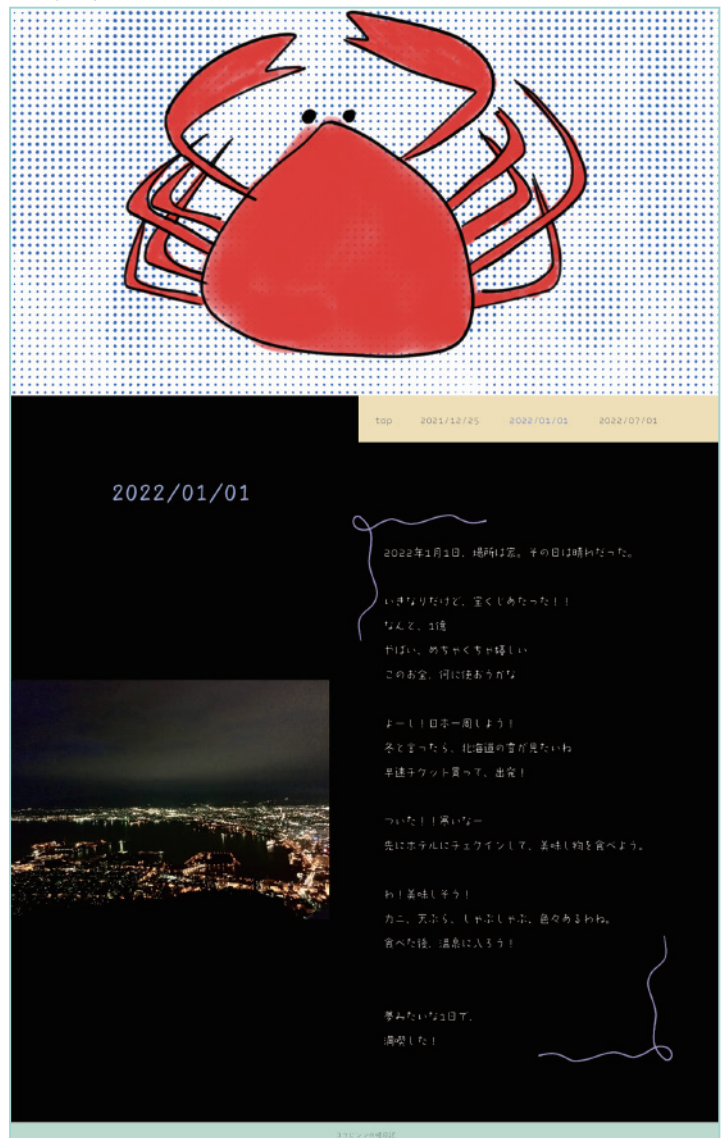 top 2021/12/25 2022/01/01 2022/07/01
2022/01/01
2022年1月1日、場所は家。その日は晴れだった。
いきなりだけど、宝くじあたった！！
なんと、1億
やばい、めちゃくちゃ嬉しい
このお金、何に使おうかな
よーし！日本一周しよう！
冬と言ったら、北海道の雪が見たいね
早速チケット買って、出発！
ついた！！寒いなー
先にホテルにチェクインして、美味し物を食べよう。
わ！美味しそう！
カニ、天ぷら、しゃぶしゃぶ、色々あるわね。
食べた後、温泉に入ろう！
夢みたいな1日で、
満喫した！